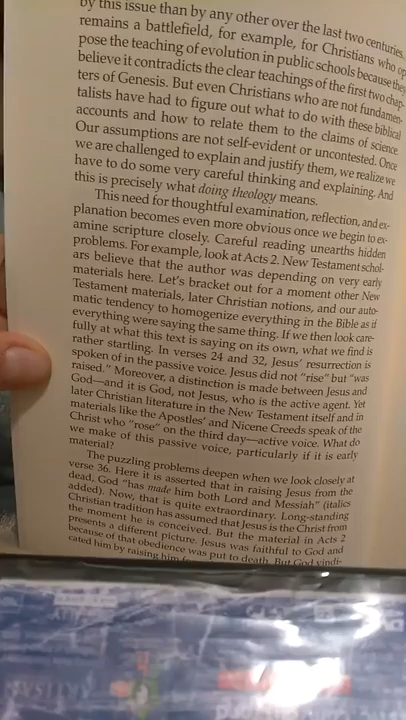 by this issue than by any other over the last two centuries.
remains a battlefield, for example, for Christians who op
pose the teaching of evolution in public schools because they
believe it contradicts the clear teachings of the first two chap-
ters of Genesis. But even Christians who are not fundamen-
talists have had to figure out what to do with these biblical
accounts and how to relate them to the claims of science.
Our assumptions are not self-evident or uncontested. Once
we are challenged to explain and justify them, we realize we
have to do some very careful thinking and explaining. And
this is precisely what doing theology means.
This need for thoughtful examination, reflection, and ex-
planation becomes even more obvious once we begin to ex-
amine scripture closely. Careful reading unearths hidden
problems. For example, look at Acts 2. New Testament schol-
ars believe that the author was depending on very early
materials here. Let's bracket out for a moment other New
Testament materials, later Christian notions, and our auto-
matic tendency to homogenize everything in the Bible as if
everything were saying the same thing. If we then look care-
fully at what this text is saying on its own, what we find is
rather startling. In verses 24 and 32, Jesus' resurrection is
spoken of in the passive voice. Jesus did not "rise" but "was
raised." Moreover, a distinction is made between Jesus and
God—and it is God, not Jesus, who is the active agent. Yet
later Christian literature in the New Testament itself and in
materials like the Apostles' and Nicene Creeds speak of the
Christ who "rose" on the third day—active voice. What do
we make of this passive voice, particularly if it is early
material?
The puzzling problems deepen when we look closely at
verse 36. Here it is asserted that in raising Jesus from the
dead, God "has made him both Lord and Messiah" (italics
added). Now, that is quite extraordinary. Long-standing
Christian tradition has assumed that Jesus is the Christ from
the moment he is conceived. But the material in Acts 2
presents a different picture. Jesus was faithful to God and
because of that obedience was put to death. But God vindi-
cated him by raising him